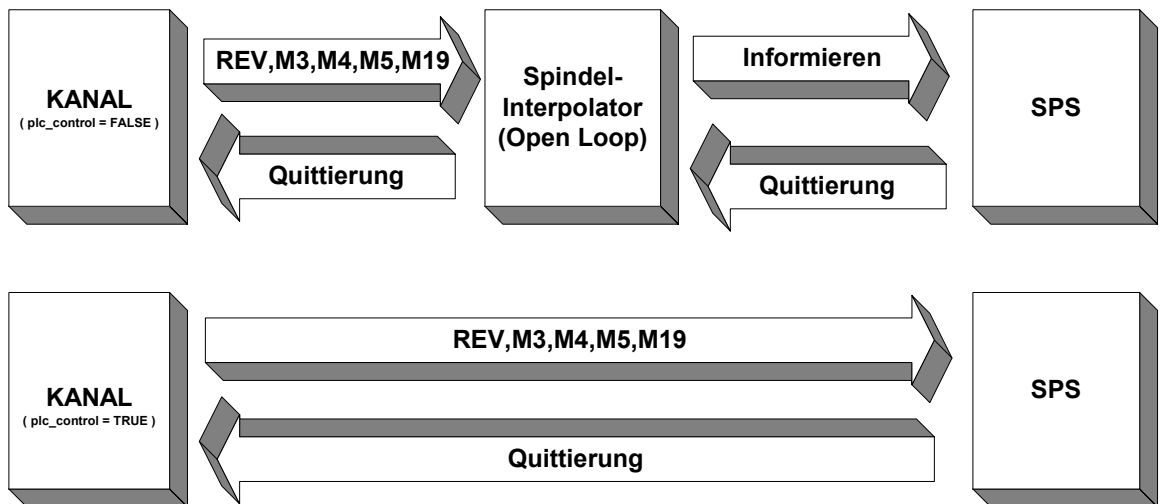 KANAL
( plc_control = FALSE )
REV,M3,M4,M5,M19
Quittierung
Spindel-
Interpolator
(Open Loop)
Informieren
Quittierung
SPS
KANAL
( plc_control = TRUE )
REV,M3,M4,M5,M19
Quittierung
SPS